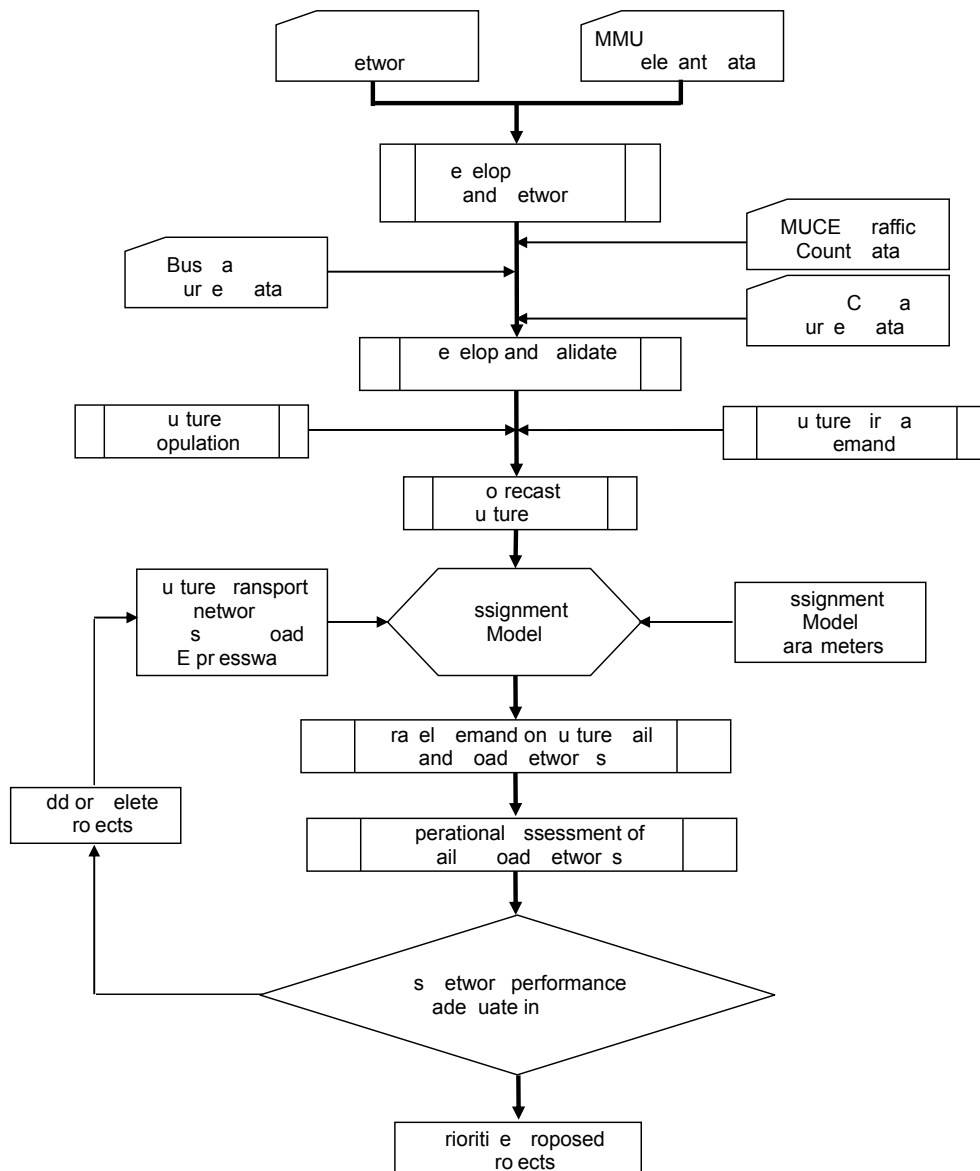 etwor
MMU
ele ant ata
e elop
and etwor
MUCE raffic
Count ata
Bus a
ur e ata
C a
ur e ata
e elop and alidate
u ture
opulation
u ture ir a
emand
o recast
u ture
u ture ransport
networ
s oad
E pr esswa
ssignment
Model
ssignment
Model
ara meters
ra el emand on u ture ail
and oad etwor s
dd or elete
ro ects
perational ssessment of
ail oad etwor s
s etwor performance
ade uate in
rioriti e roposed
ro ects